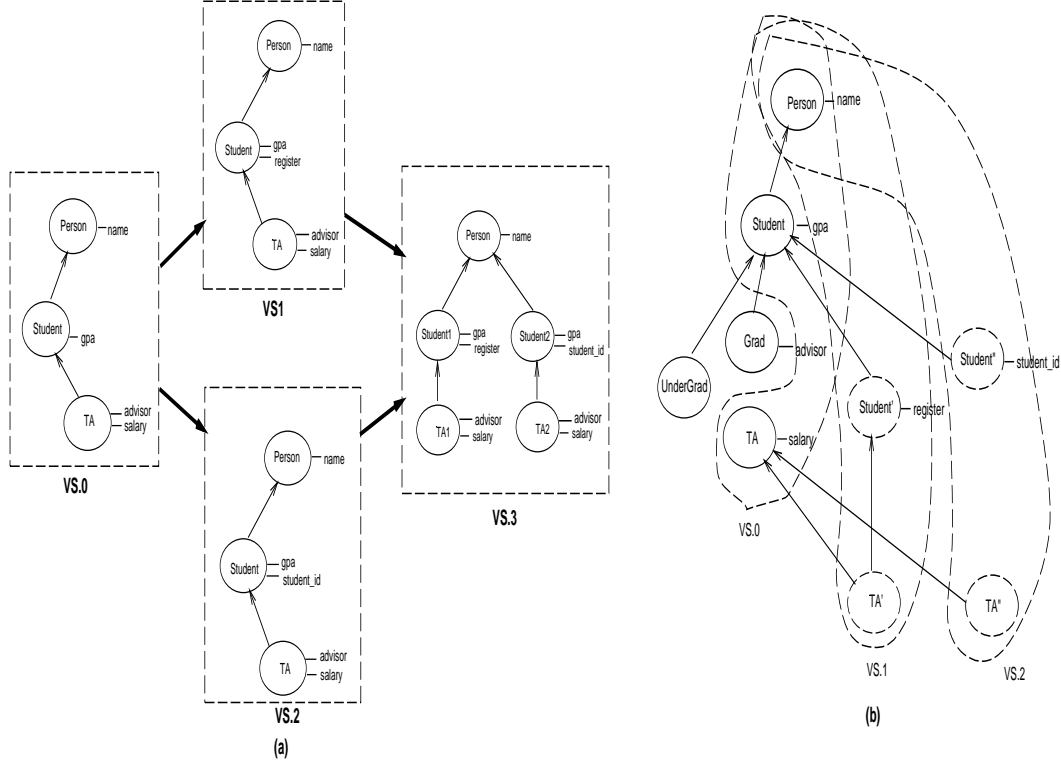 Person
name
Student
gpa
register
TA
advisor
salary
VS1
Person
name
Student
gpa
TA
advisor
salary
VS.0
Person
name
Student
gpa
student_id
TA
advisor
salary
VS.2
Person
name
Student1
gpa
register
Student2
gpa
student_id
TA1
advisor
salary
TA2
advisor
salary
VS.3
(a)
Person
name
Student
gpa
Grad
advisor
UnderGrad
Student"
student_id
Student'
register
TA
salary
VS.0
TA'
TA"
VS.1
VS.2
(b)